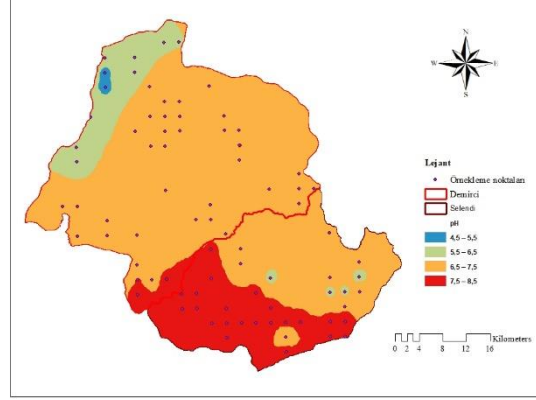 N
W E
S
Lejant
Örnekleme noktaları
Demirci
Selendi
pH
4,5 – 5,5
5,5 – 6,5
6,5 – 7,5
7,5 – 8,5
Kilometers
0 2 4 8 12 16